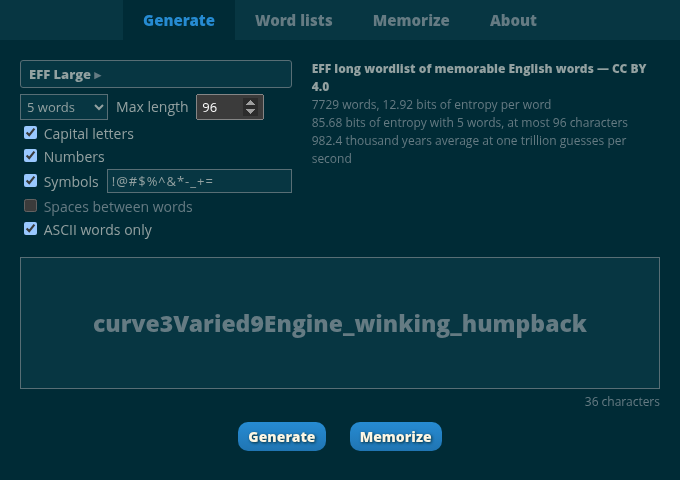 Generate Word lists Memorize About
EFF Large ▸
5 words Max length 96
Capital letters
Numbers
Symbols !@#$%^&*-_+=
Spaces between words
ASCII words only
EFF long wordlist of memorable English words — CC BY
4.0
7729 words, 12.92 bits of entropy per word
85.68 bits of entropy with 5 words, at most 96 characters
982.4 thousand years average at one trillion guesses per
second
curve3Varied9Engine_winking_humpback
36 characters
Generate Memorize